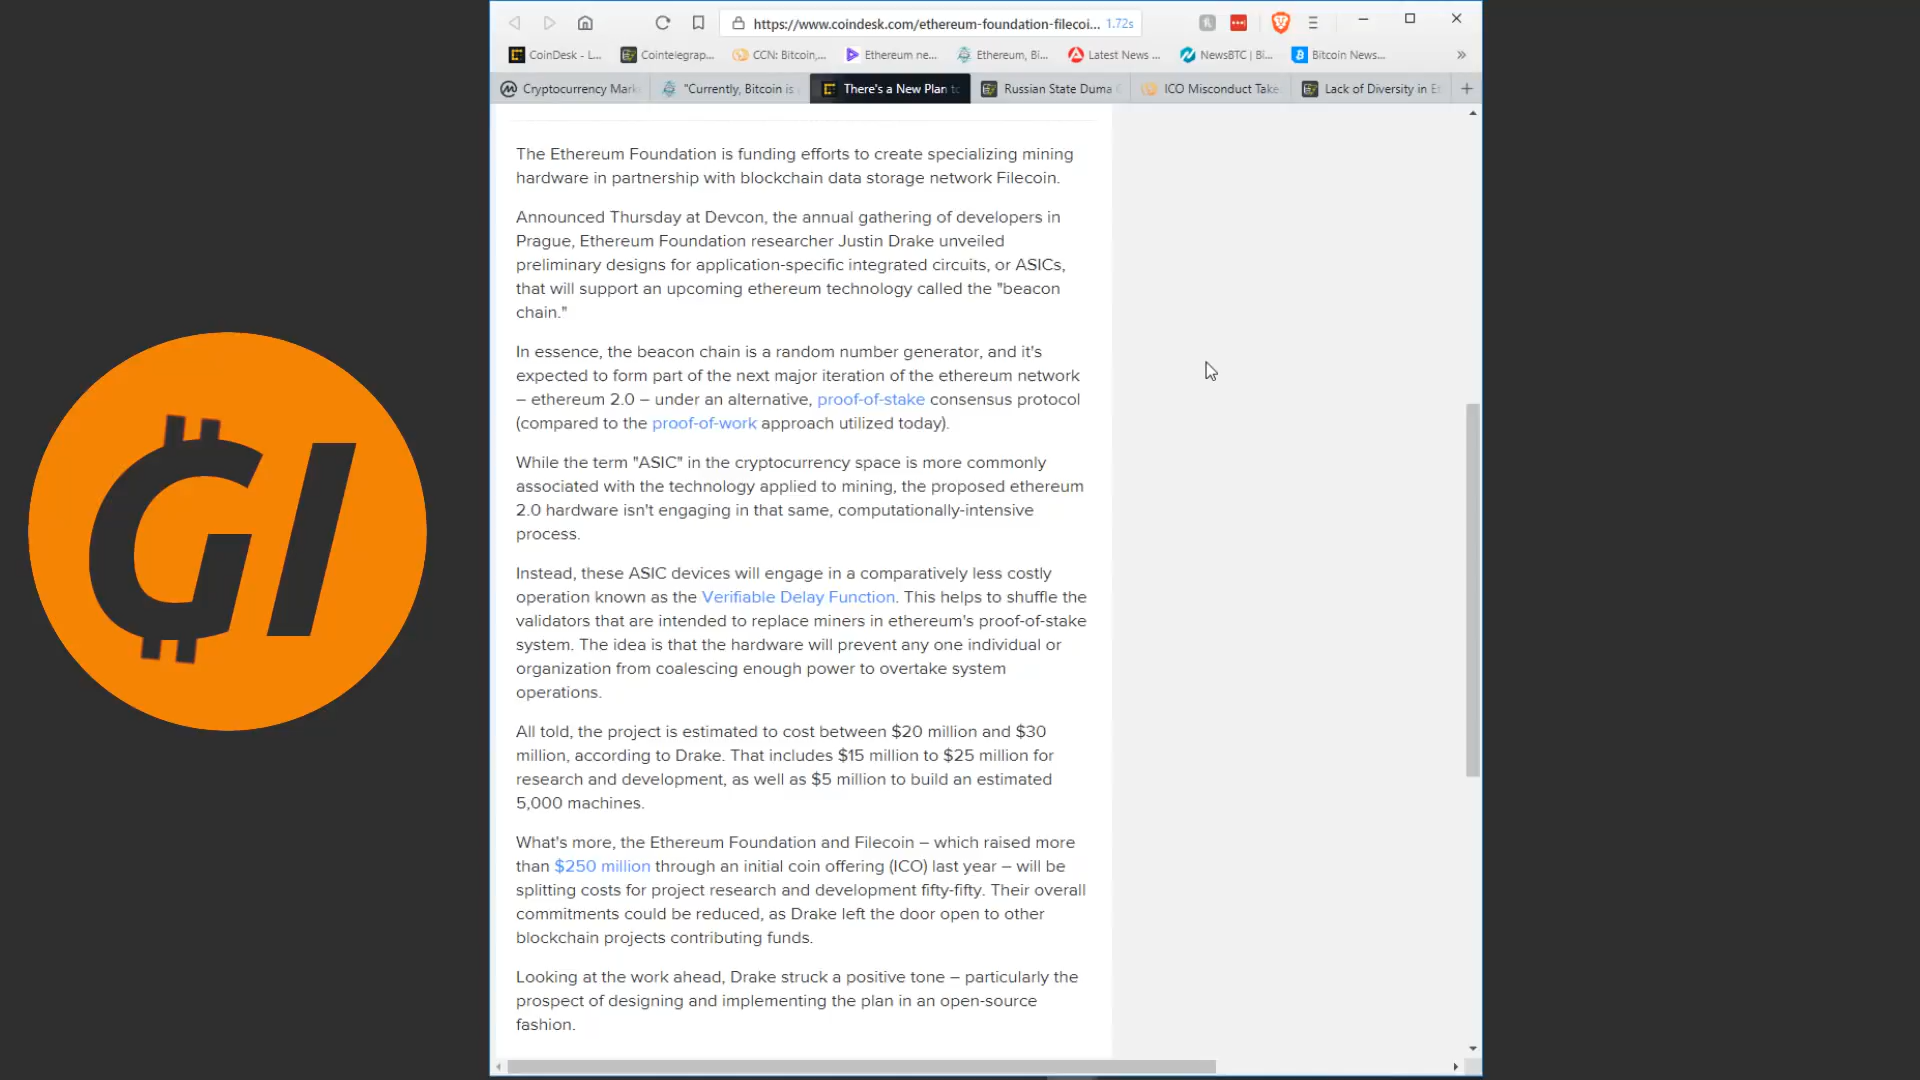 https://www.coindesk.com/ethereum-foundation-filecoi... 1.72s
CoinDesk - L... Cointelegrap... CCN: Bitcoin,... Ethereum ne... Ethereum, Bi... Latest News ... NewsBTC | Bi... Bitcoin News... »
Cryptocurrency Mark "Currently, Bitcoin is There's a New Plan to Russian State Duma ICO Misconduct Take Lack of Diversity in Et +
The Ethereum Foundation is funding efforts to create specializing mining
hardware in partnership with blockchain data storage network Filecoin.
Announced Thursday at Devcon, the annual gathering of developers in
Prague, Ethereum Foundation researcher Justin Drake unveiled
preliminary designs for application-specific integrated circuits, or ASICs,
that will support an upcoming ethereum technology called the "beacon
chain."
In essence, the beacon chain is a random number generator, and it's
expected to form part of the next major iteration of the ethereum network
– ethereum 2.0 – under an alternative, proof-of-stake consensus protocol
(compared to the proof-of-work approach utilized today).
While the term "ASIC" in the cryptocurrency space is more commonly
associated with the technology applied to mining, the proposed ethereum
2.0 hardware isn't engaging in that same, computationally-intensive
process.
Instead, these ASIC devices will engage in a comparatively less costly
operation known as the Verifiable Delay Function. This helps to shuffle the
validators that are intended to replace miners in ethereum's proof-of-stake
system. The idea is that the hardware will prevent any one individual or
organization from coalescing enough power to overtake system
operations.
All told, the project is estimated to cost between $20 million and $30
million, according to Drake. That includes $15 million to $25 million for
research and development, as well as $5 million to build an estimated
5,000 machines.
What's more, the Ethereum Foundation and Filecoin – which raised more
than $250 million through an initial coin offering (ICO) last year – will be
splitting costs for project research and development fifty-fifty. Their overall
commitments could be reduced, as Drake left the door open to other
blockchain projects contributing funds.
Looking at the work ahead, Drake struck a positive tone – particularly the
prospect of designing and implementing the plan in an open-source
fashion.
GI